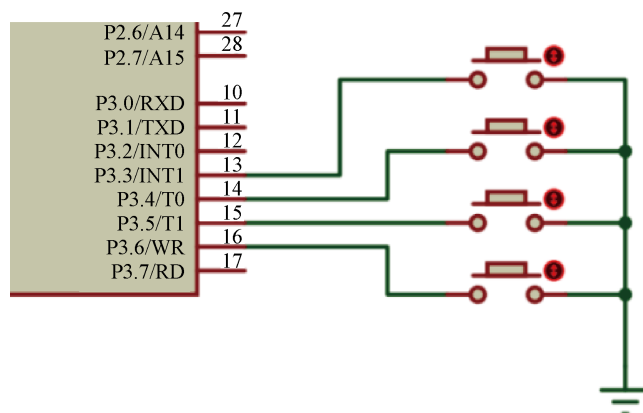 P2.6/A14 27
P2.7/A15 28
P3.0/RXD 10
P3.1/TXD 11
P3.2/INT0 12
P3.3/INT1 13
P3.4/T0 14
P3.5/T1 15
P3.6/WR 16
P3.7/RD 17